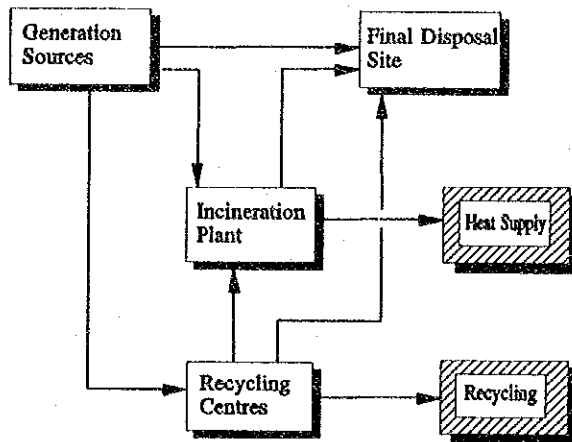 Generation
Sources
Final Disposal
Site
Incineration
Plant
Heat Supply
Recycling
Centres
Recycling